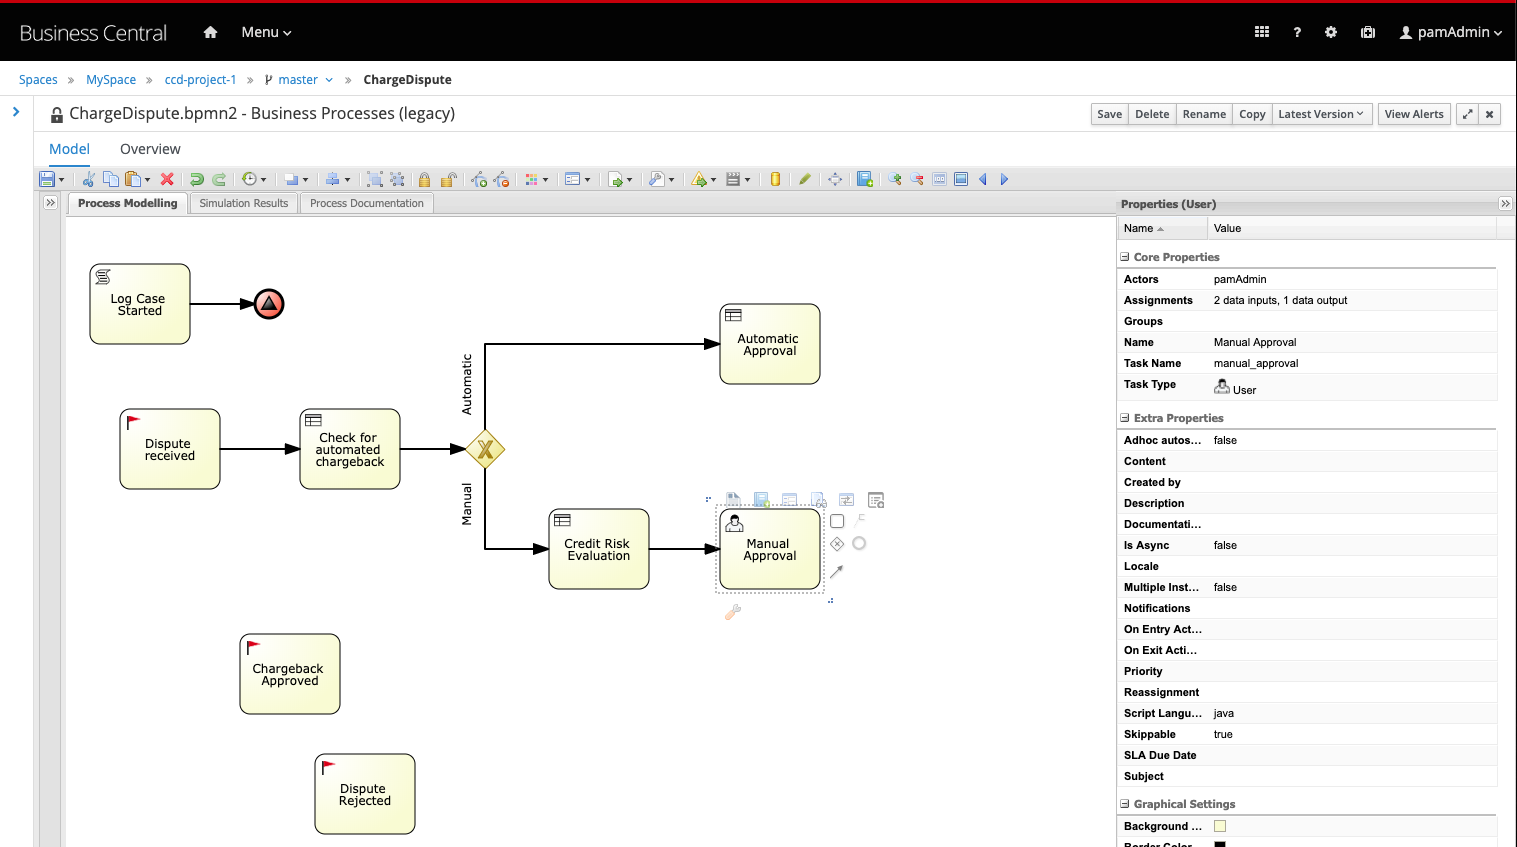 Business Central
Menu
?
pamAdmin
Spaces » MySpace » ccd-project-1 » master » ChargeDispute
ChargeDispute.bpmn2 - Business Processes (legacy)
Save Delete Rename Copy Latest Version View Alerts
Model Overview
Process Modelling Simulation Results Process Documentation
Log Case
Started
Automatic
Approval
Automatic
Dispute
received
Check for
automated
chargeback
X
Manual
Credit Risk
Evaluation
Manual
Approval
Chargeback
Approved
Dispute
Rejected
Properties (User)
Name Value
Core Properties
Actors pamAdmin
Assignments 2 data inputs, 1 data output
Groups
Name Manual Approval
Task Name manual_approval
Task Type User
Extra Properties
Adhoc autos... false
Content
Created by
Description
Documentati...
Is Async false
Locale
Multiple Inst... false
Notifications
On Entry Act...
On Exit Acti...
Priority
Reassignment
Script Langu... java
Skippable true
SLA Due Date
Subject
Graphical Settings
Background ...
Border Color